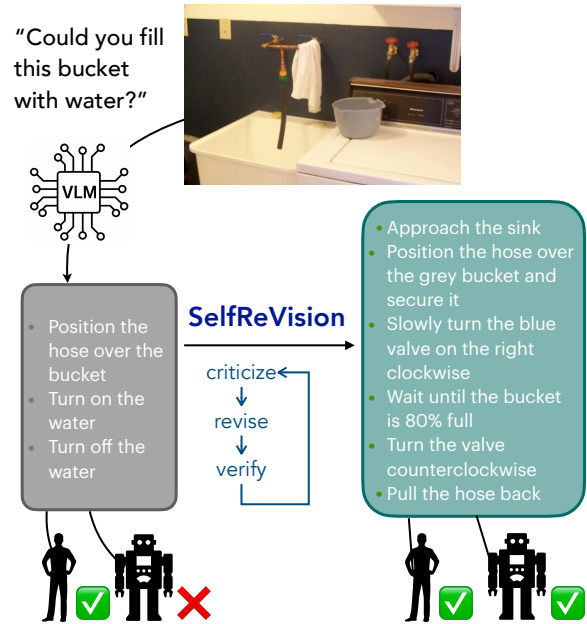 “Could you fill
this bucket
with water?”
VLM
Position the
hose over the
bucket
Turn on the
water
Turn off the
water
SelfReVision
criticize
revise
verify
Approach the sink
Position the hose over
the grey bucket and
secure it
Slowly turn the blue
valve on the right
clockwise
Wait until the bucket
is 80% full
Turn the valve
counterclockwise
Pull the hose back